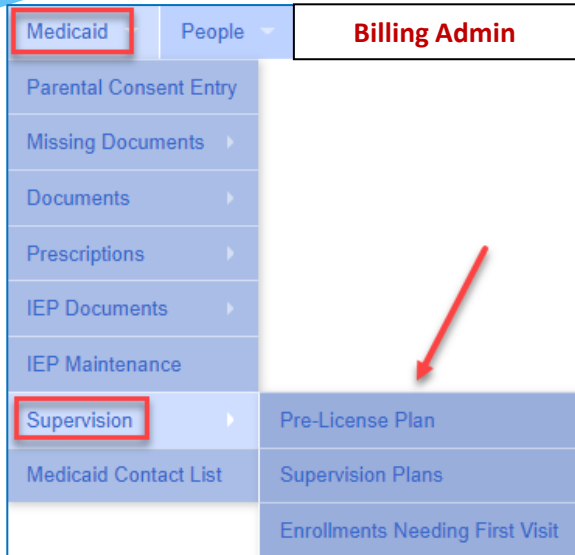 Medicaid People Billing Admin
Parental Consent Entry
Missing Documents
Documents
Prescriptions
IEP Documents
IEP Maintenance
Supervision Pre-License Plan
Medicaid Contact List Supervision Plans
Enrollments Needing First Visit